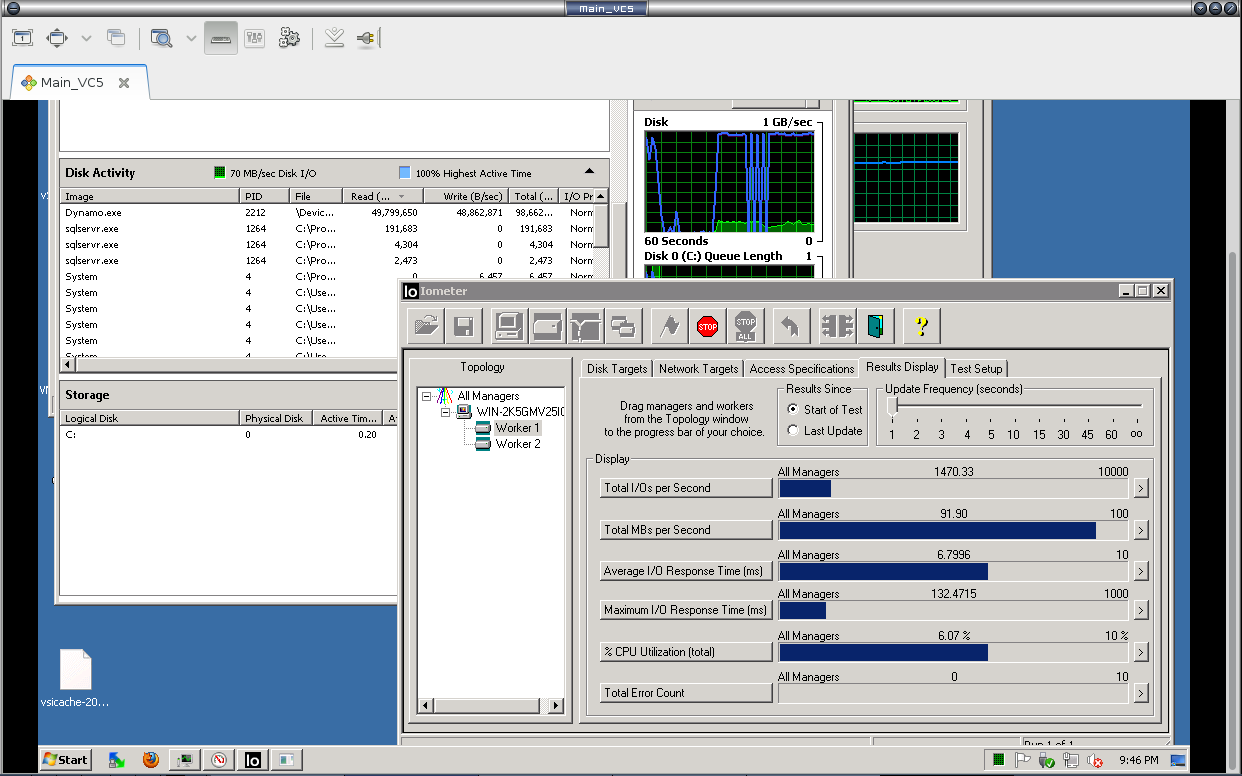 Main_VC5
1
Main_VC5
Disk 1 GB/sec
Disk Activity 70 MB/sec Disk I/O 100% Highest Active Time
Image PID File Read (... Write (B/sec) Total (... I/O Pr
Dynamo.exe 2212 \Devic... 49,799,650 48,862,871 98,662... Norm
sqlservr.exe 1264 C:\Pro... 191,683 0 191,683 Norm
sqlservr.exe 1264 C:\Pro... 4,304 0 4,304 Norm
sqlservr.exe 1264 C:\Pro... 2,473 0 2,473 Norm
System 4 C:\Pro... 0 6,457 6,457 Norm
System 4 C:\Use...
System 4 C:\Use...
System 4 C:\Use...
System 4 C:\Use...
System 4 C:\Use...
60 Seconds 0
Disk 0 (C:) Queue Length 1
Storage
Logical Disk Physical Disk Active Tim... A
C: 0 0.20
vsicache-20...
Io Iometer
STOP
STOP ALL
?
Topology
All Managers
WIN-2K5GMV25I0
Worker 1
Worker 2
Disk Targets Network Targets Access Specifications Results Display Test Setup
Drag managers and workers
from the Topology window
to the progress bar of your choice.
Results Since
Start of Test
Last Update
Update Frequency (seconds)
1 2 3 4 5 10 15 30 45 60 oo
Display
All Managers 1470.33 10000
Total I/Os per Second >
All Managers 91.90 100
Total MBs per Second >
All Managers 6.7996 10
Average I/O Response Time (ms) >
All Managers 132.4715 1000
Maximum I/O Response Time (ms) >
All Managers 6.07 % 10 %
% CPU Utilization (total) >
All Managers 0 10
Total Error Count >
Run 1 of 1
Start Io 9:46 PM